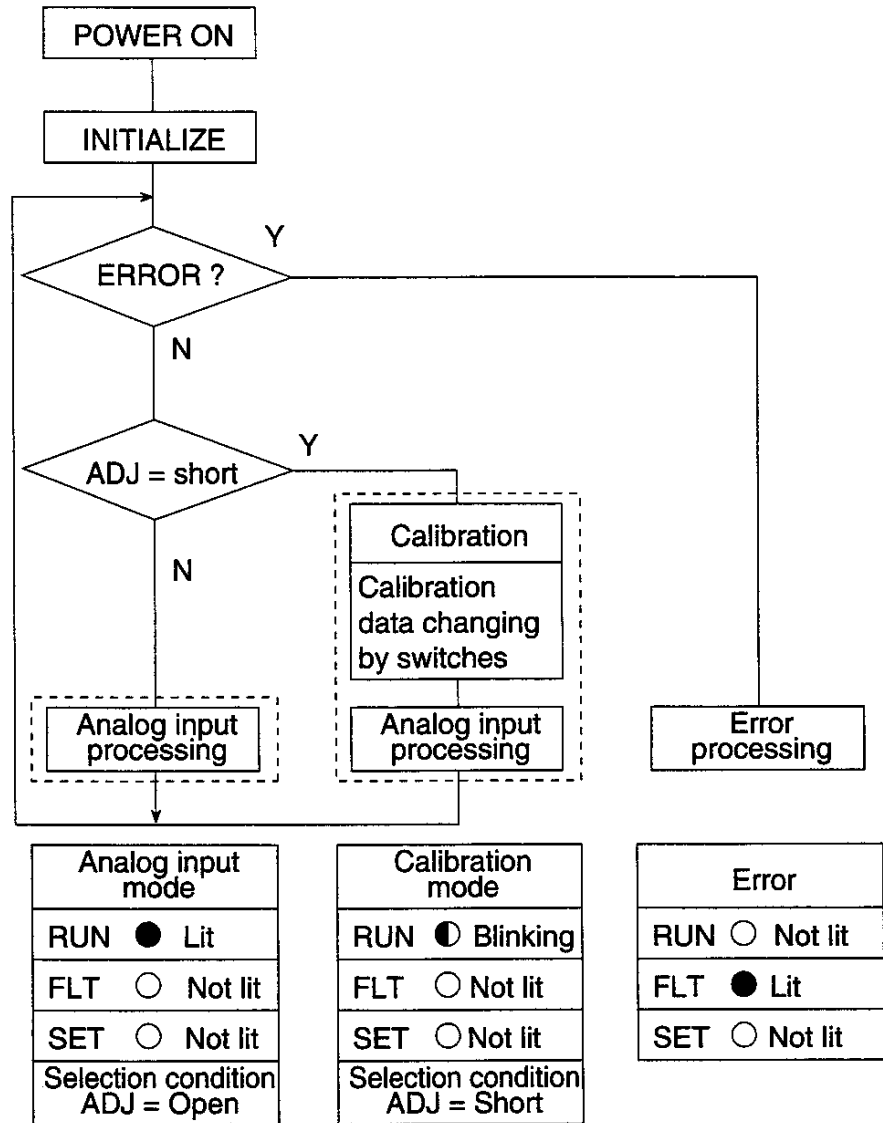 POWER ON
INITIALIZE
Y
ERROR ?
N
Y
ADJ = short
N
Calibration
Calibration
data changing
by switches
Analog input
processing
Analog input
processing
Error
processing
Analog input
mode
RUN Lit
FLT Not lit
SET Not lit
Selection condition
ADJ = Open
Calibration
mode
RUN Blinking
FLT Not lit
SET Not lit
Selection condition
ADJ = Short
Error
RUN Not lit
FLT Lit
SET Not lit